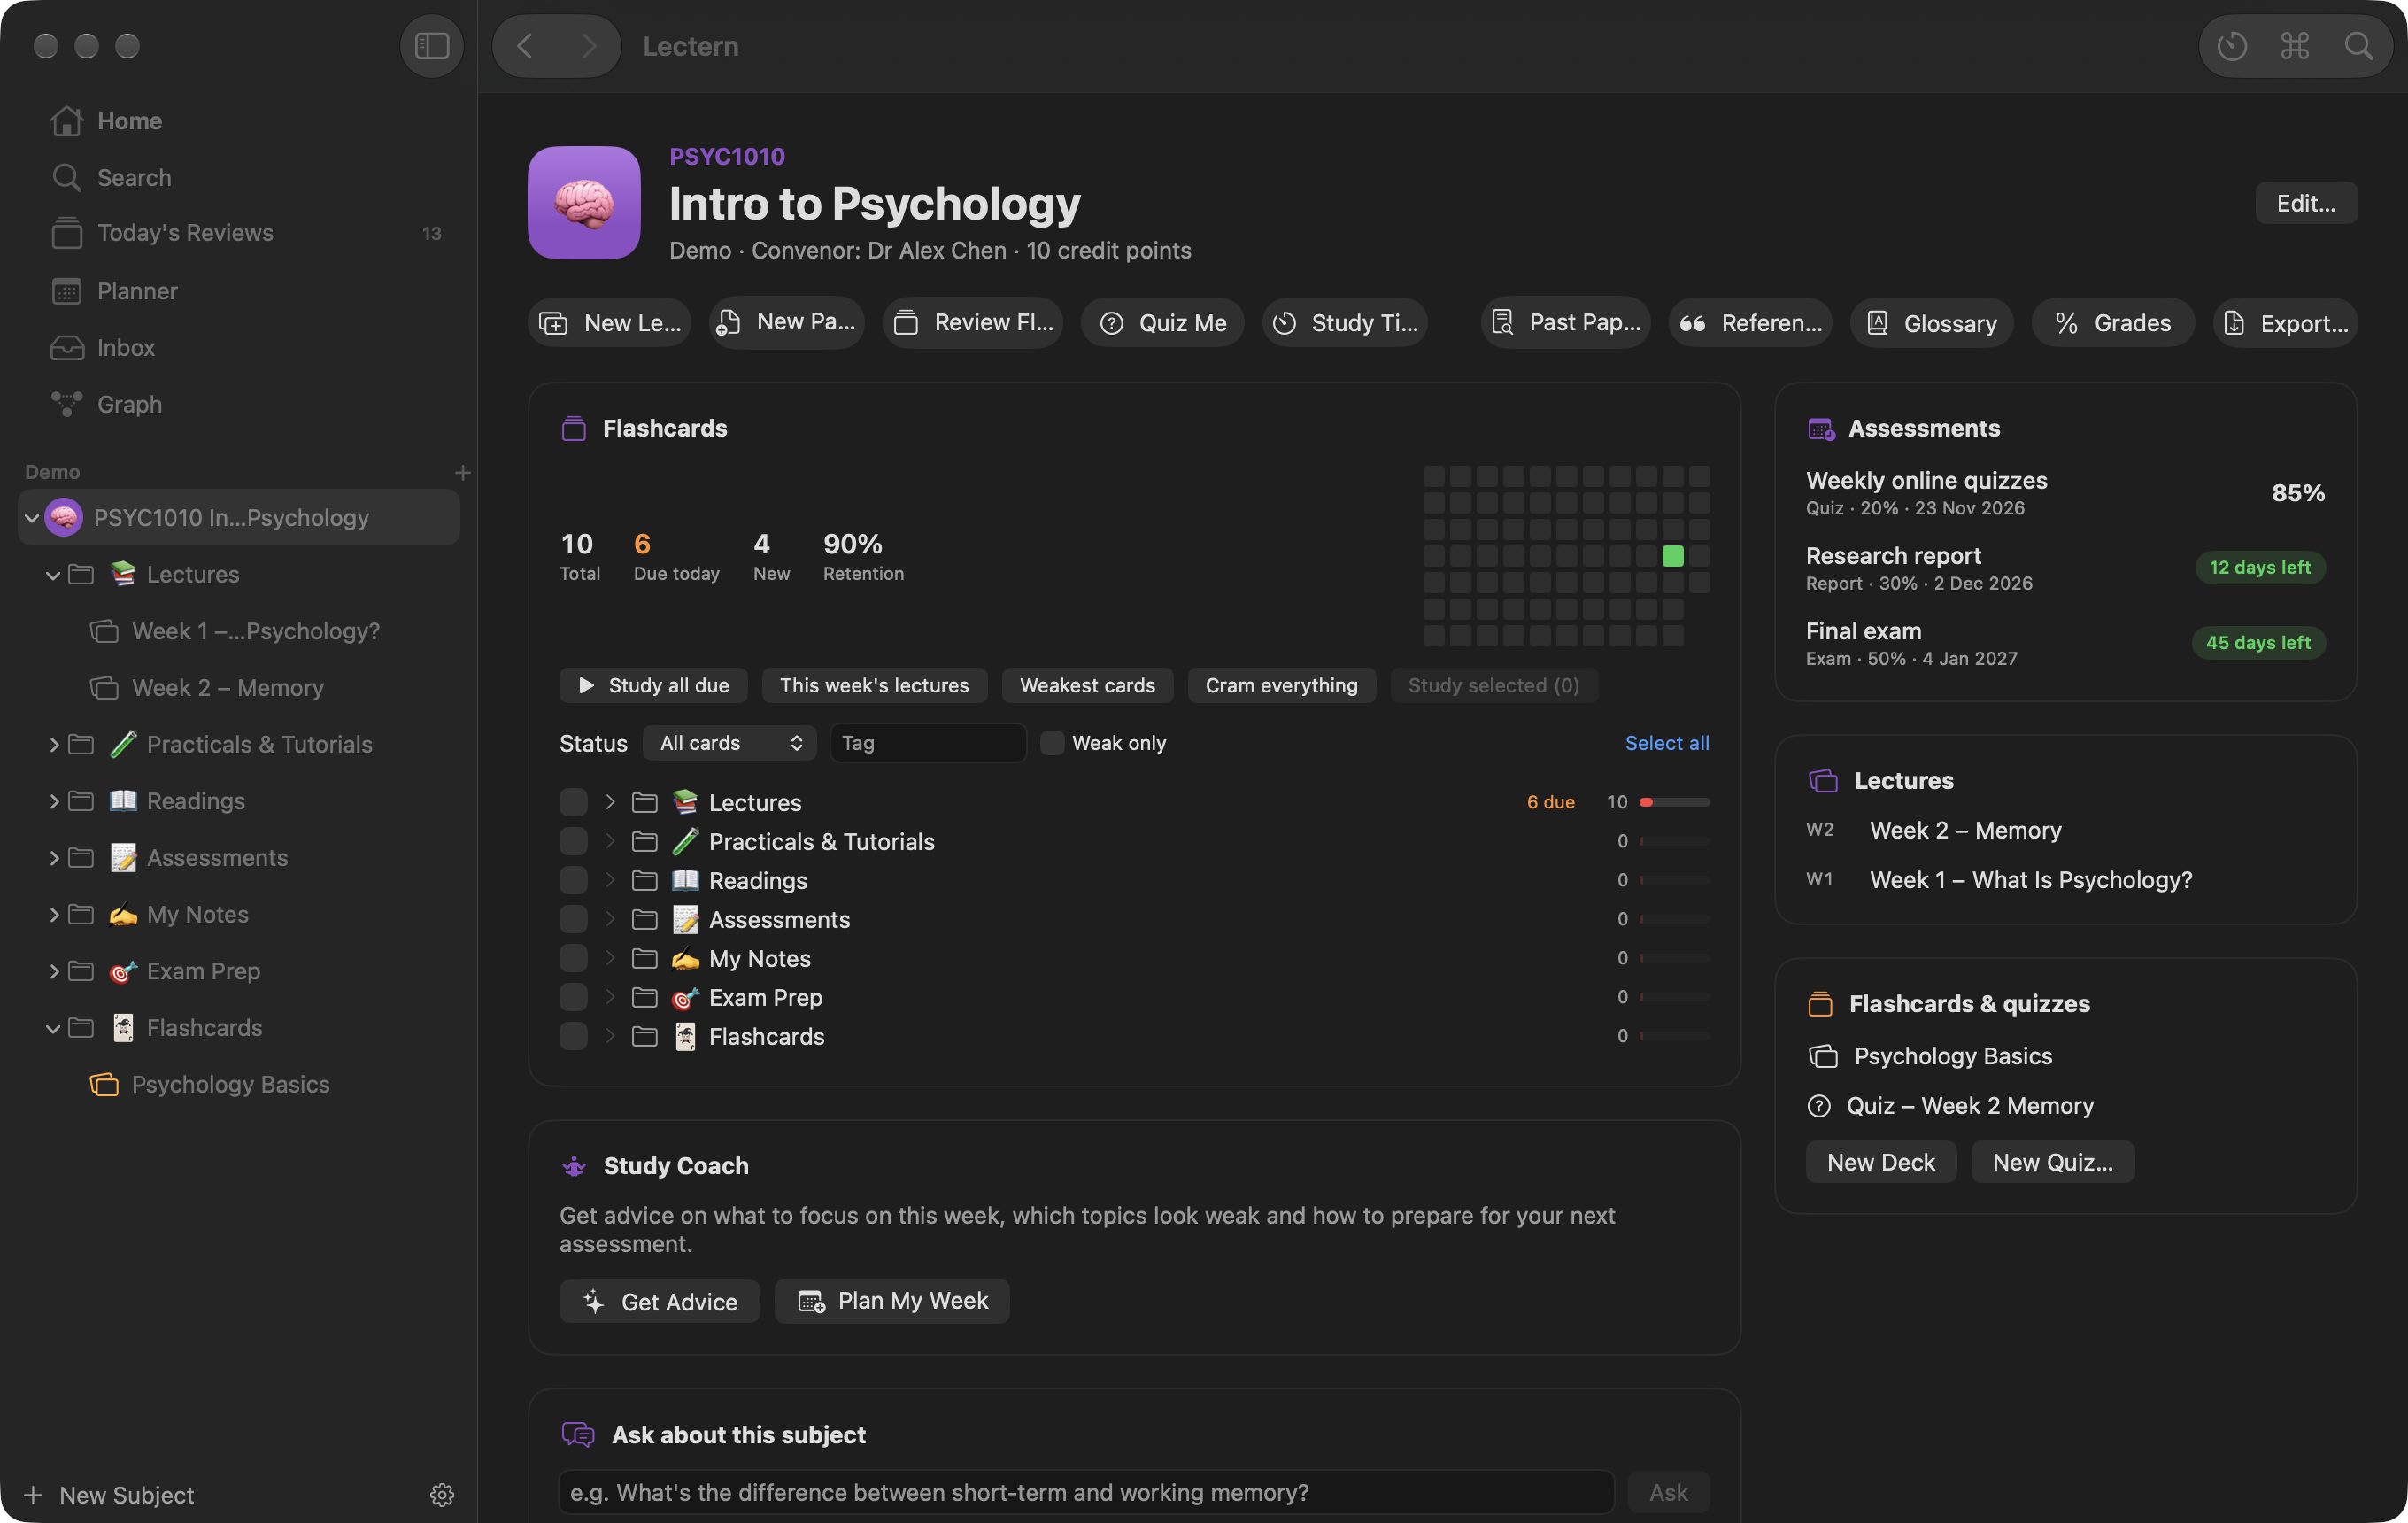 Lectern
Home
Search
Today's Reviews 13
Planner
Inbox
Graph
Demo
PSYC1010 In...Psychology
Lectures
Week 1 –...Psychology?
Week 2 – Memory
Practicals & Tutorials
Readings
Assessments
My Notes
Exam Prep
Flashcards
Psychology Basics
New Subject
PSYC1010
Intro to Psychology
Demo · Convenor: Dr Alex Chen · 10 credit points
Edit...
New Le... New Pa... Review Fl... Quiz Me Study Ti... Past Pap... Referen... Glossary Grades Export...
Flashcards
10 6 4 90%
Total Due today New Retention
Study all due This week's lectures Weakest cards Cram everything Study selected (0)
Status All cards Tag Weak only Select all
Lectures 6 due 10
Practicals & Tutorials 0
Readings 0
Assessments 0
My Notes 0
Exam Prep 0
Flashcards 0
Study Coach
Get advice on what to focus on this week, which topics look weak and how to prepare for your next
assessment.
Get Advice Plan My Week
Ask about this subject
e.g. What's the difference between short-term and working memory? Ask
Assessments
Weekly online quizzes 85%
Quiz · 20% · 23 Nov 2026
Research report 12 days left
Report · 30% · 2 Dec 2026
Final exam 45 days left
Exam · 50% · 4 Jan 2027
Lectures
W2 Week 2 – Memory
W1 Week 1 – What Is Psychology?
Flashcards & quizzes
Psychology Basics
Quiz – Week 2 Memory
New Deck New Quiz...